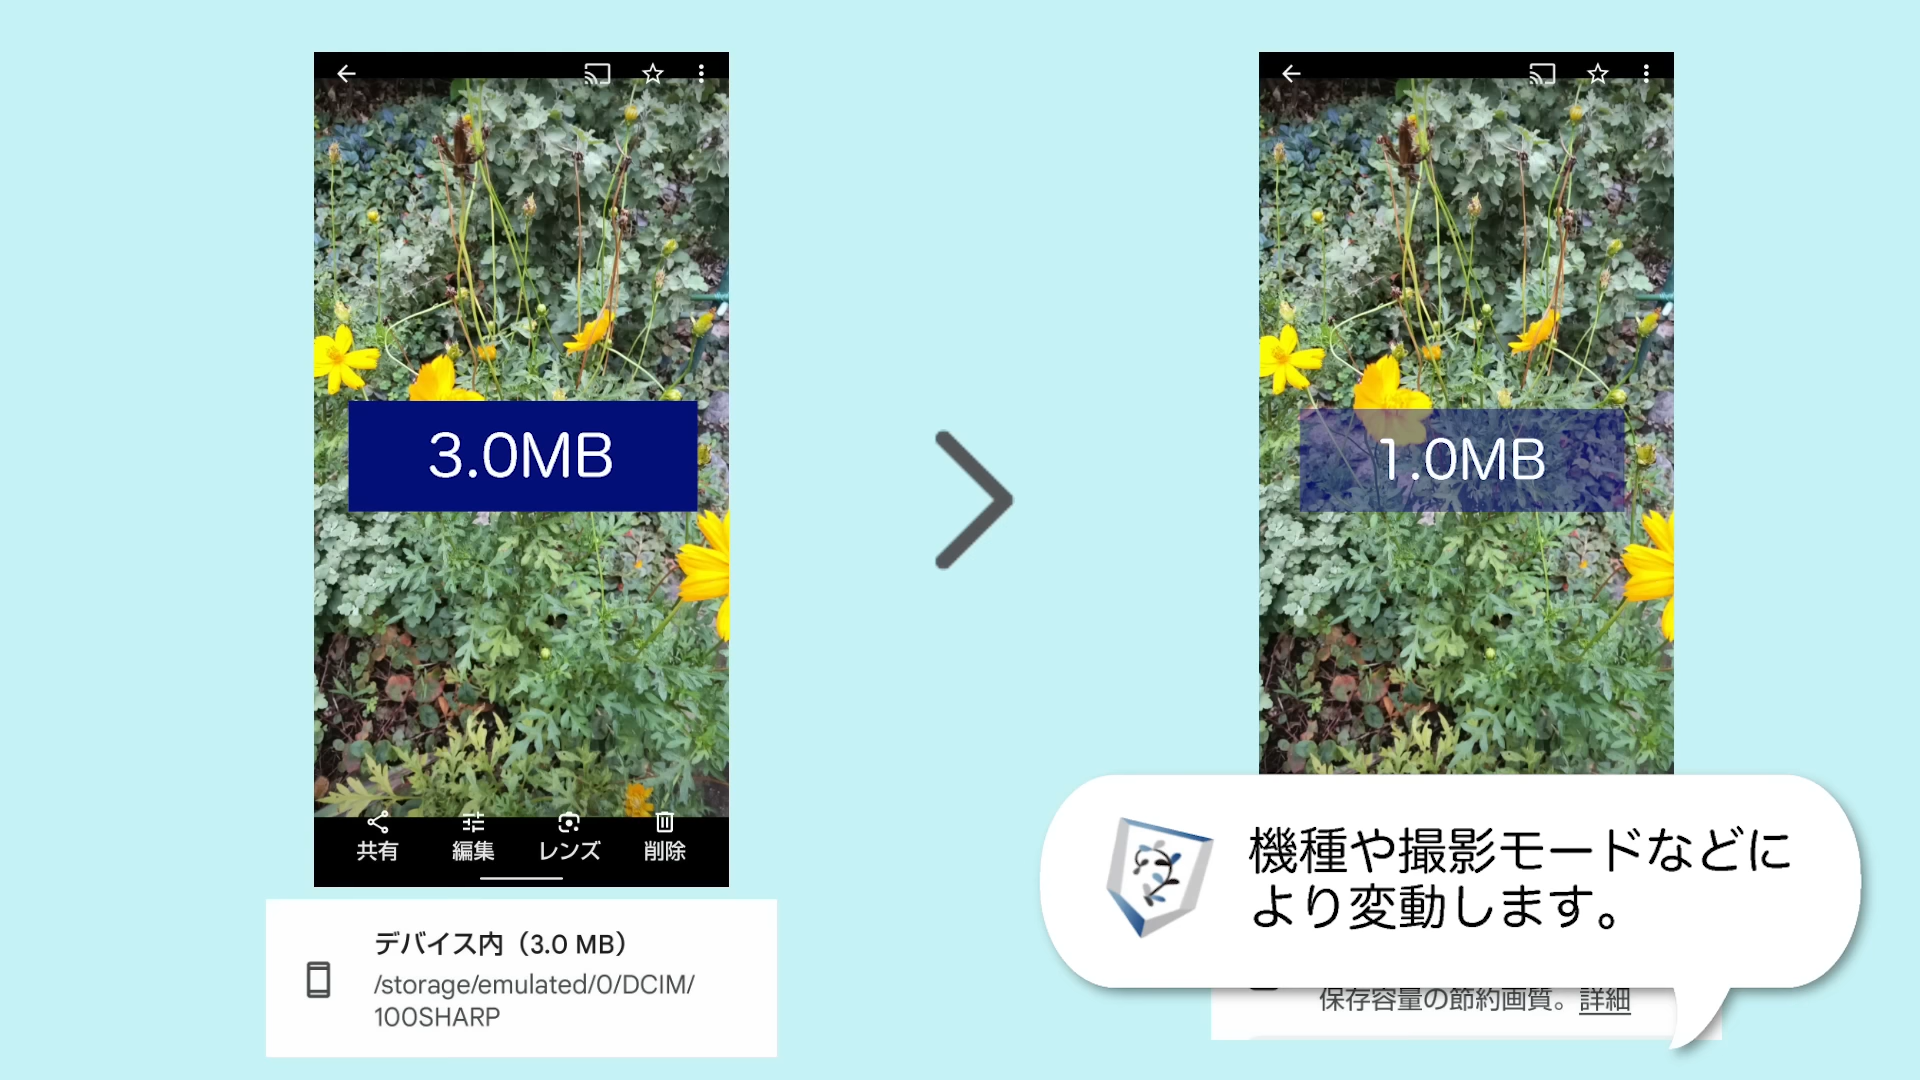 3.0MB
共有 編集 レンズ 削除
デバイス内（3.0 MB）
/storage/emulated/0/DCIM/
100SHARP
1.0MB
機種や撮影モードなどに
より変動します。
保存容量の節約画質。詳細